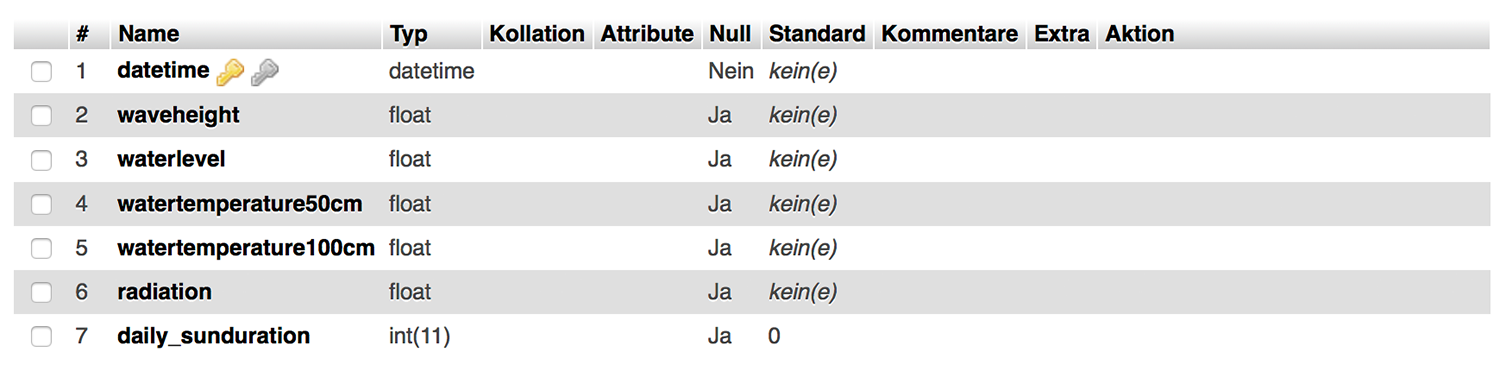 # Name Typ Kollation Attribute Null Standard Kommentare Extra Aktion
1 datetime datetime Nein kein(e)
2 waveheight float Ja kein(e)
3 waterlevel float Ja kein(e)
4 watertemperature50cm float Ja kein(e)
5 watertemperature100cm float Ja kein(e)
6 radiation float Ja kein(e)
7 daily_sunduration int(11) Ja 0